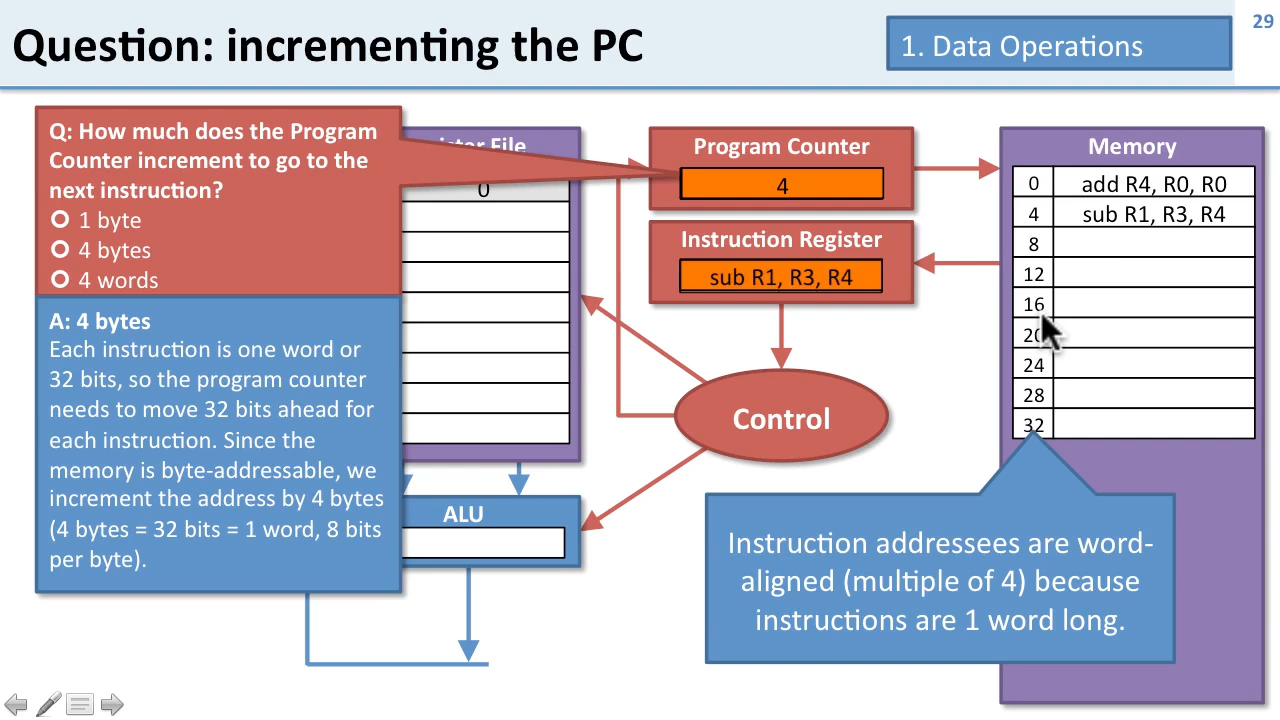 Question: incrementing the PC
1. Data Operations
29
Q: How much does the Program
Counter increment to go to the
next instruction?
1 byte
4 bytes
4 words
A: 4 bytes
Each instruction is one word or
32 bits, so the program counter
needs to move 32 bits ahead for
each instruction. Since the
memory is byte-addressable, we
increment the address by 4 bytes
(4 bytes = 32 bits = 1 word, 8 bits
per byte).
File
0
ALU
Program Counter
4
Instruction Register
sub R1, R3, R4
Control
Memory
0 add R4, R0, R0
4 sub R1, R3, R4
8
12
16
20
24
28
32
Instruction addressees are word-
aligned (multiple of 4) because
instructions are 1 word long.